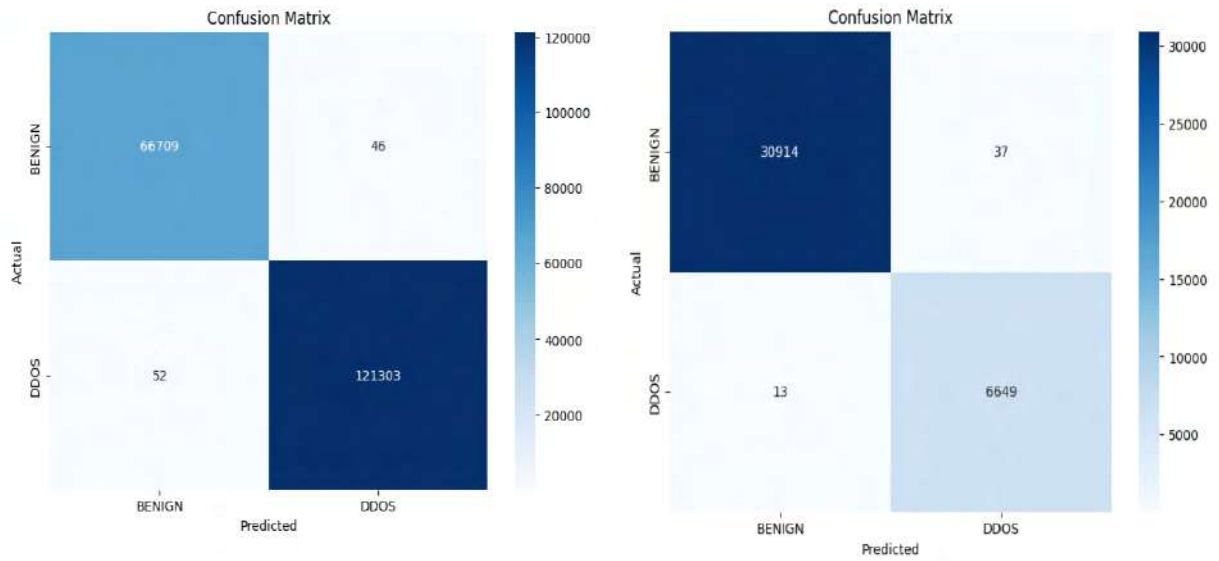 Confusion Matrix
BENIGN
DDOS
Actual
66709
46
52
121303
BENIGN
DDOS
Predicted
120000
100000
80000
60000
40000
20000
Confusion Matrix
BENIGN
DDOS
Actual
30914
37
13
6649
BENIGN
DDOS
Predicted
30000
25000
20000
15000
10000
5000